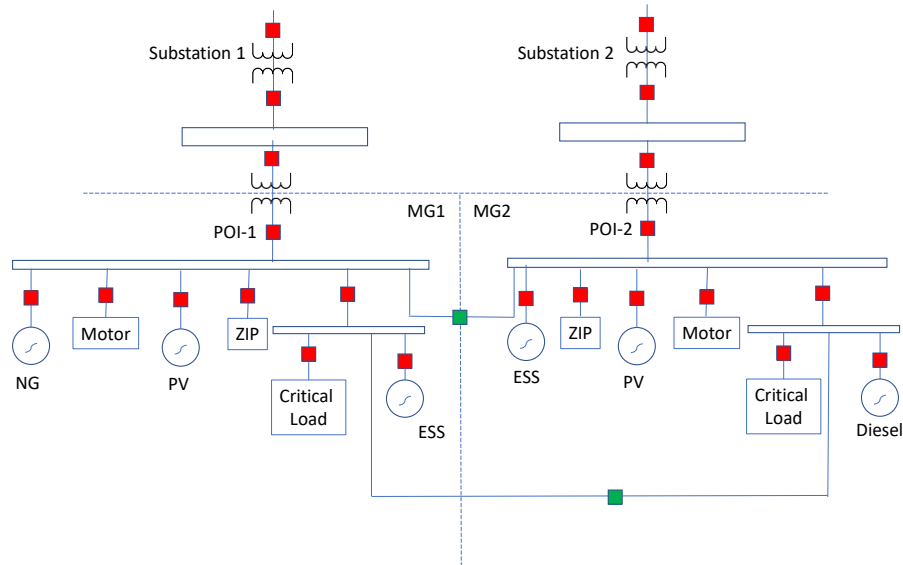 Substation 1
Substation 2
MG1
MG2
POI-1
POI-2
Motor
ZIP
ZIP
Motor
NG
PV
ESS
PV
Critical
Load
Critical
Load
ESS
Diesel